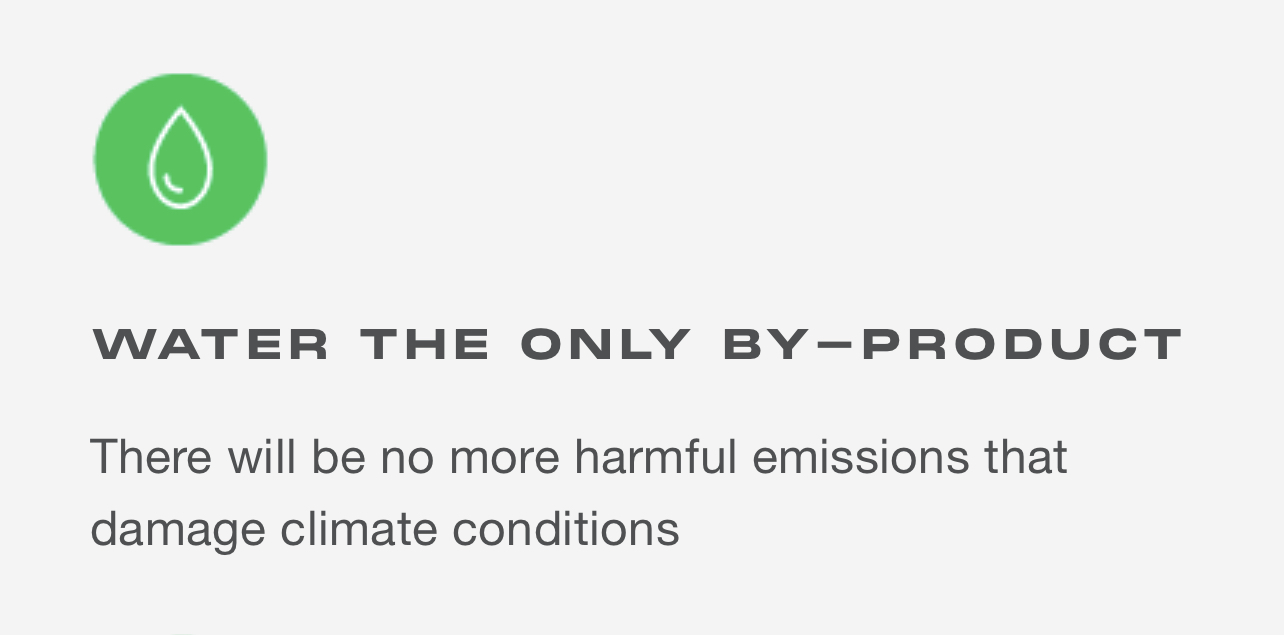 WATER THE ONLY BY–PRODUCT
There will be no more harmful emissions that
damage climate conditions